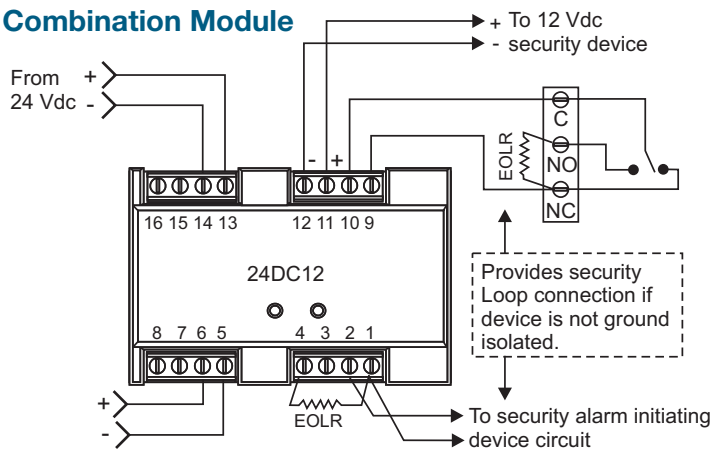 Combination Module
From +
24 Vdc -
+ To 12 Vdc
- security device
- +
C
NO
NC
EOLR
16 15 14 13
12 11 10 9
24DC12
8 7 6 5
4 3 2 1
Provides security
Loop connection if
device is not ground
isolated.
+
-
EOLR
To security alarm initiating
device circuit